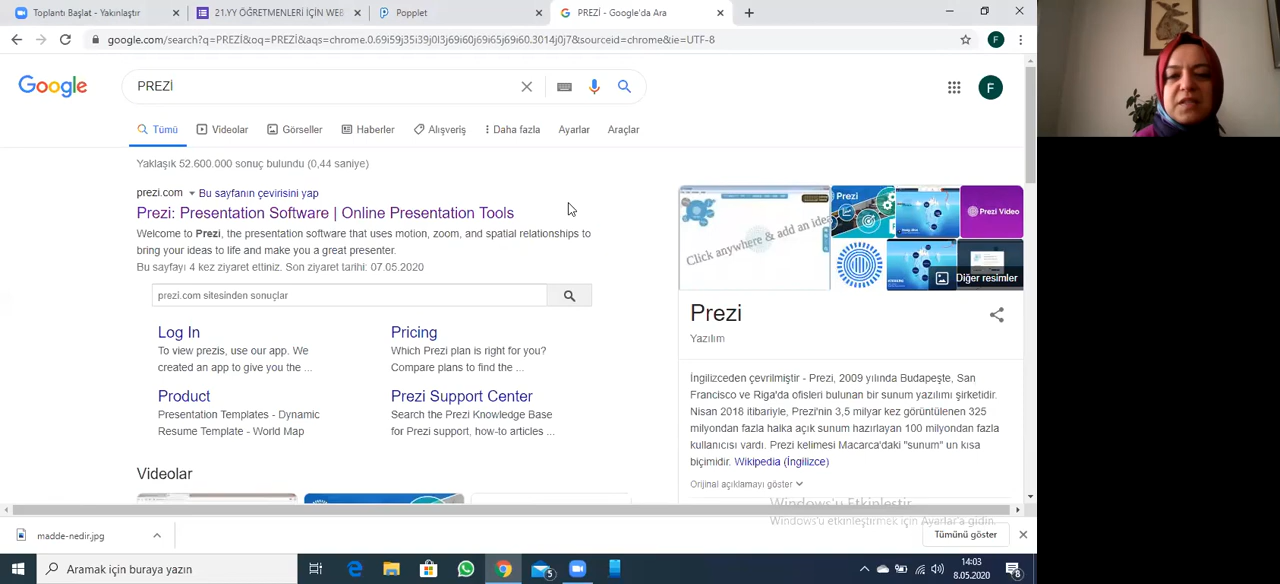 Toplantı Başlat - Yakınlaştır
21.YY ÖĞRETMENLERİ İÇİN WEB
Popplet
PREZİ - Google'da Ara
google.com/search?q=PREZİ&oq=PREZİ&aqs=chrome.0.69i59j35i39j0l3j69i60j69i65j69i60.3014j0j7&sourceid=chrome&ie=UTF-8
F
Google
PREZİ
F
Tümü
Videolar
Görseller
Haberler
Alışveriş
Daha fazla
Ayarlar
Araçlar
Yaklaşık 52.600.000 sonuç bulundu (0,44 saniye)
prezi.com Bu sayfanın çevirisini yap
Prezi: Presentation Software | Online Presentation Tools
Welcome to Prezi, the presentation software that uses motion, zoom, and spatial relationships to
bring your ideas to life and make you a great presenter.
Bu sayfayı 4 kez ziyaret ettiniz. Son ziyaret tarihi: 07.05.2020
prezi.com sitesinden sonuçlar
Log In
To view prezis, use our app. We
created an app to give you the ...
Pricing
Which Prezi plan is right for you?
Compare plans to find the ...
Product
Presentation Templates - Dynamic
Resume Template - World Map
Prezi Support Center
Search the Prezi Knowledge Base
for Prezi support, how-to articles ...
Videolar
Click anywhere & add an idea
Prezi
Prezi Video
Diğer resimler
Prezi
Yazılım
İngilizceden çevrilmiştir - Prezi, 2009 yılında Budapeşte, San
Francisco ve Riga'da ofisleri bulunan bir sunum yazılımı şirketidir.
Nisan 2018 itibariyle, Prezi'nin 3,5 milyar kez görüntülenen 325
milyondan fazla halka açık sunum hazırlayan 100 milyondan fazla
kullanıcısı vardı. Prezi kelimesi Macarca'daki "sunum" un kısa
biçimidir. Wikipedia (İngilizce)
Orijinal açıklamayı göster
Windows'u Etkinleştir
Windows'u etkinleştirmek için Ayarlar'a gidin.
madde-nedir.jpg
Tümünü göster
Aramak için buraya yazın
5
14:03
8.05.2020
8